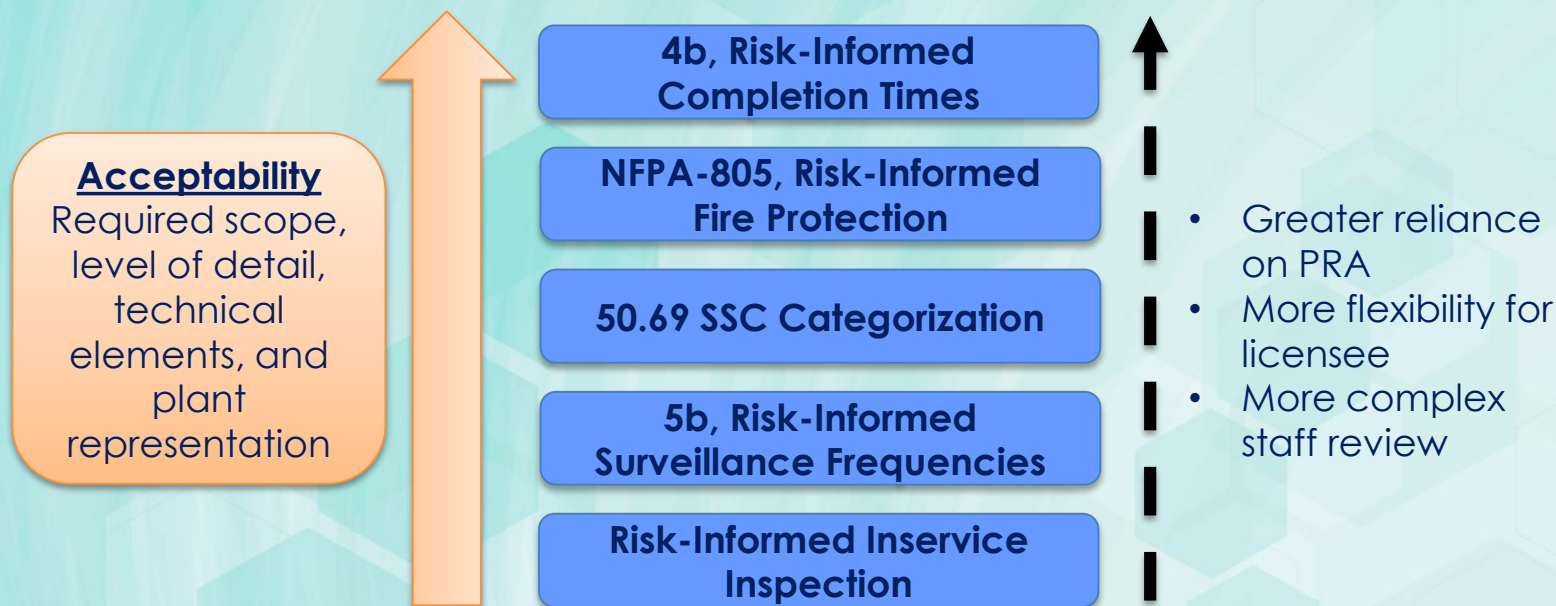 Acceptability
Required scope,
level of detail,
technical
elements, and
plant
representation
4b, Risk-Informed
Completion Times
NFPA-805, Risk-Informed
Fire Protection
50.69 SSC Categorization
5b, Risk-Informed
Surveillance Frequencies
Risk-Informed Inservice
Inspection
• Greater reliance
on PRA
• More flexibility for
licensee
• More complex
staff review